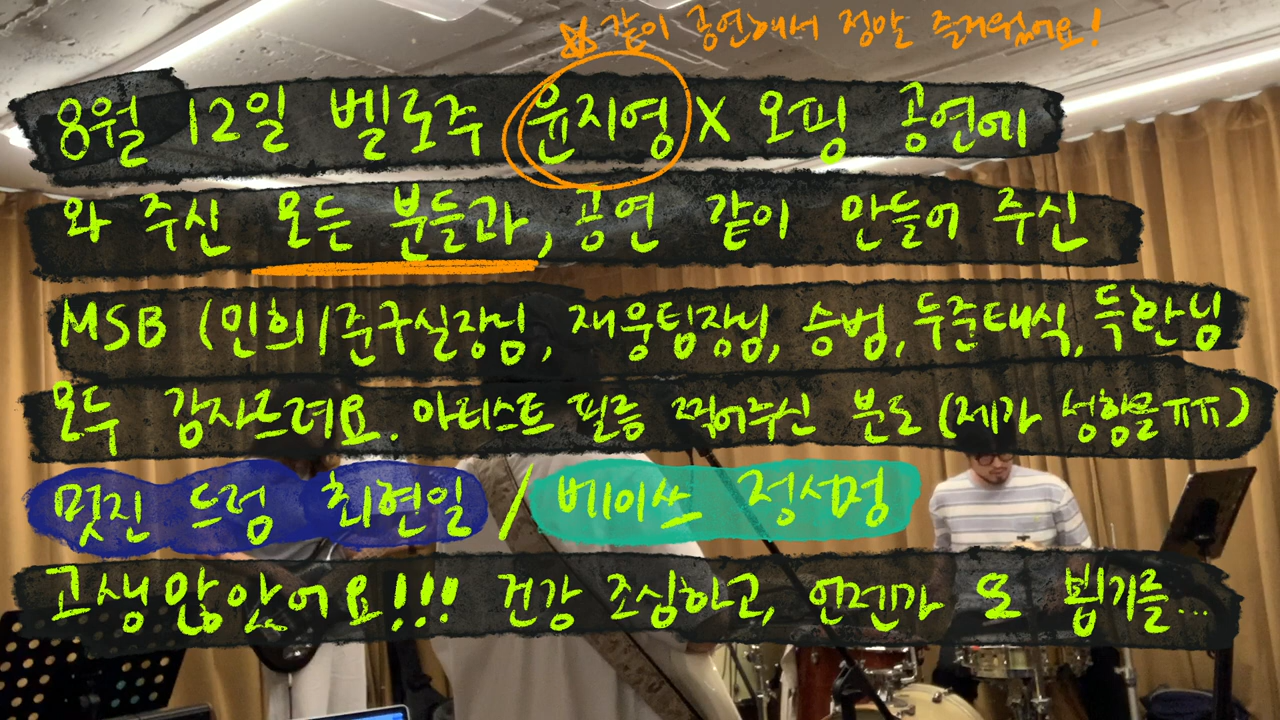 같이 공연해서 정말 즐거웠어요!
8월 12일 벨로주 윤지영 X 오핑 공연에
와 주신 모든 분들과, 공연 같이 만들어 주신
MSB (민희/준구실장님, 재웅팀장님, 승범, 두준태식, 득한님
모두 감사드려요. 아티스트 필름 찍어주신 분도 (제가 성함을ㅠㅠ)
멋진 드럼 최현일 / 베이쓰 정성명
고생많았어요!!! 건강 조심하고, 언젠가 또 뵙기를...